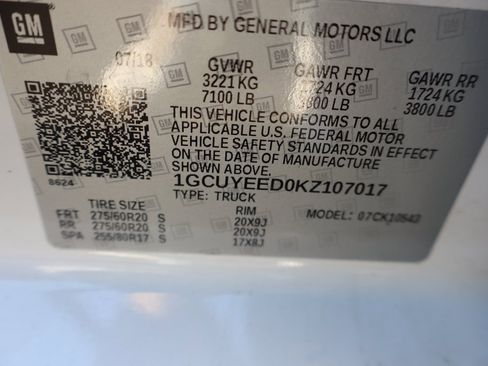 GM
MFD BY GENERAL MOTORS LLC
07/18
GVWR GAWR FRT GAWR RR
3221 KG 1724 KG 1724 KG
7100 LB 3800 LB 3800 LB
THIS VEHICLE CONFORMS TO ALL
APPLICABLE U.S. FEDERAL MOTOR
VEHICLE SAFETY STANDARDS IN EFFECT
ON THE DATE OF MANUFACTURE
SHOWN ABOVE.
8624
1GCUYEED0KZ107017
TYPE: TRUCK MODEL: 07CK10543
TIRE SIZE RIM
FRT 275/60R20 S 20X9J
RR 275/60R20 S 20X9J
SPA 255/80R17 S 17X8J